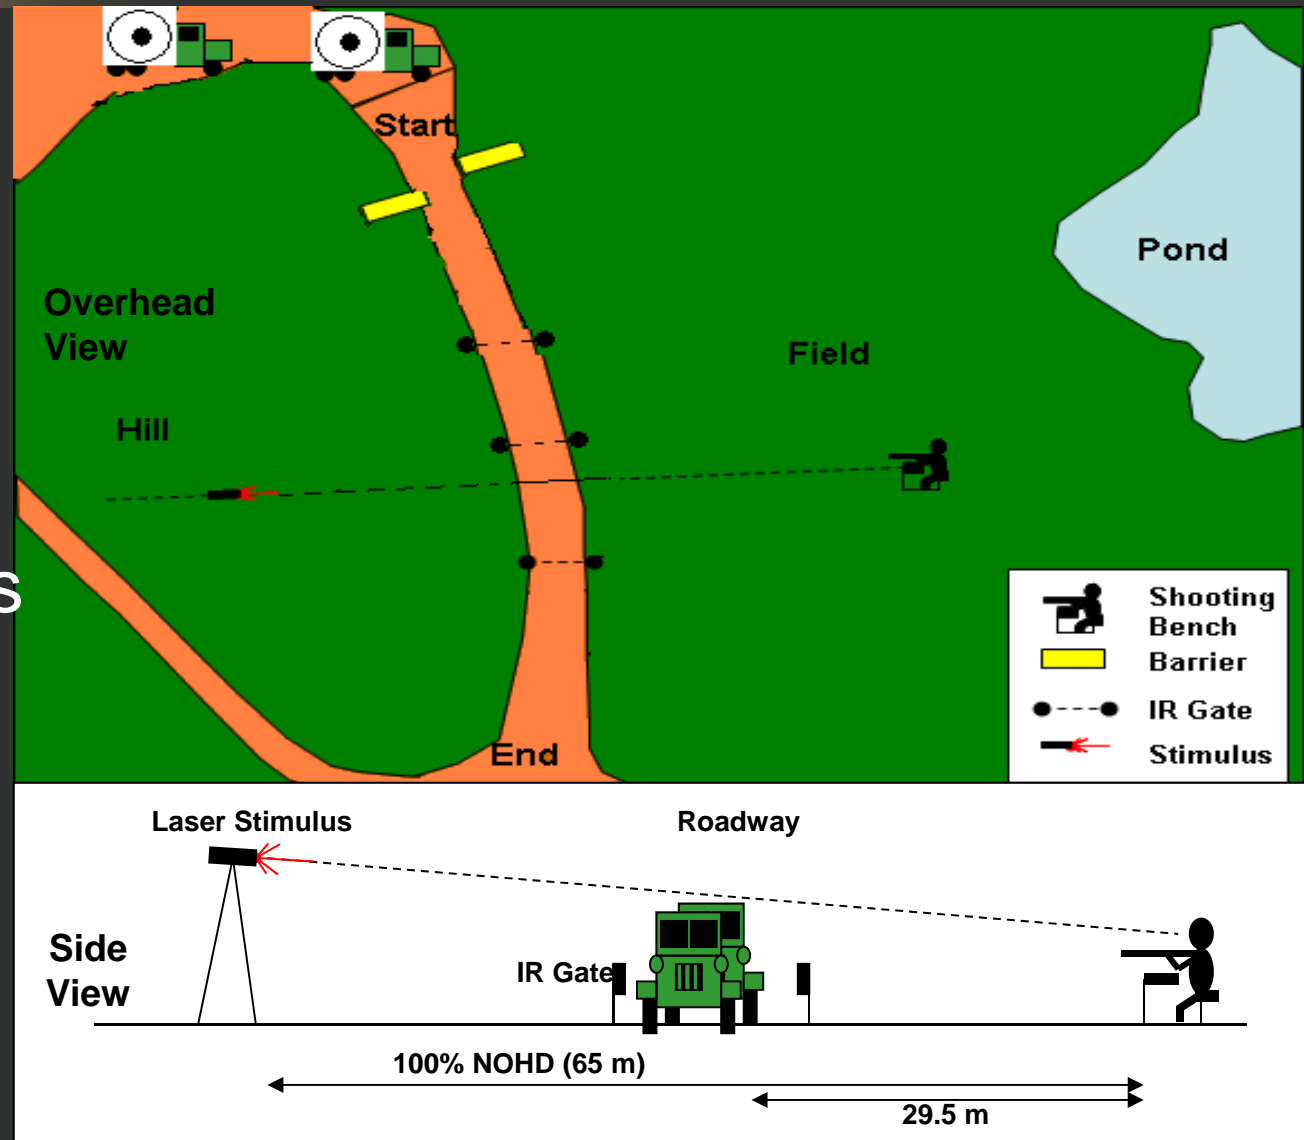 Start
Overhead
View
Pond
Field
Hill
s
Shooting
Bench
Barrier
IR Gate
Stimulus
End
Laser Stimulus
Roadway
Side
View
IR Gate
100% NOHD (65 m)
29.5 m